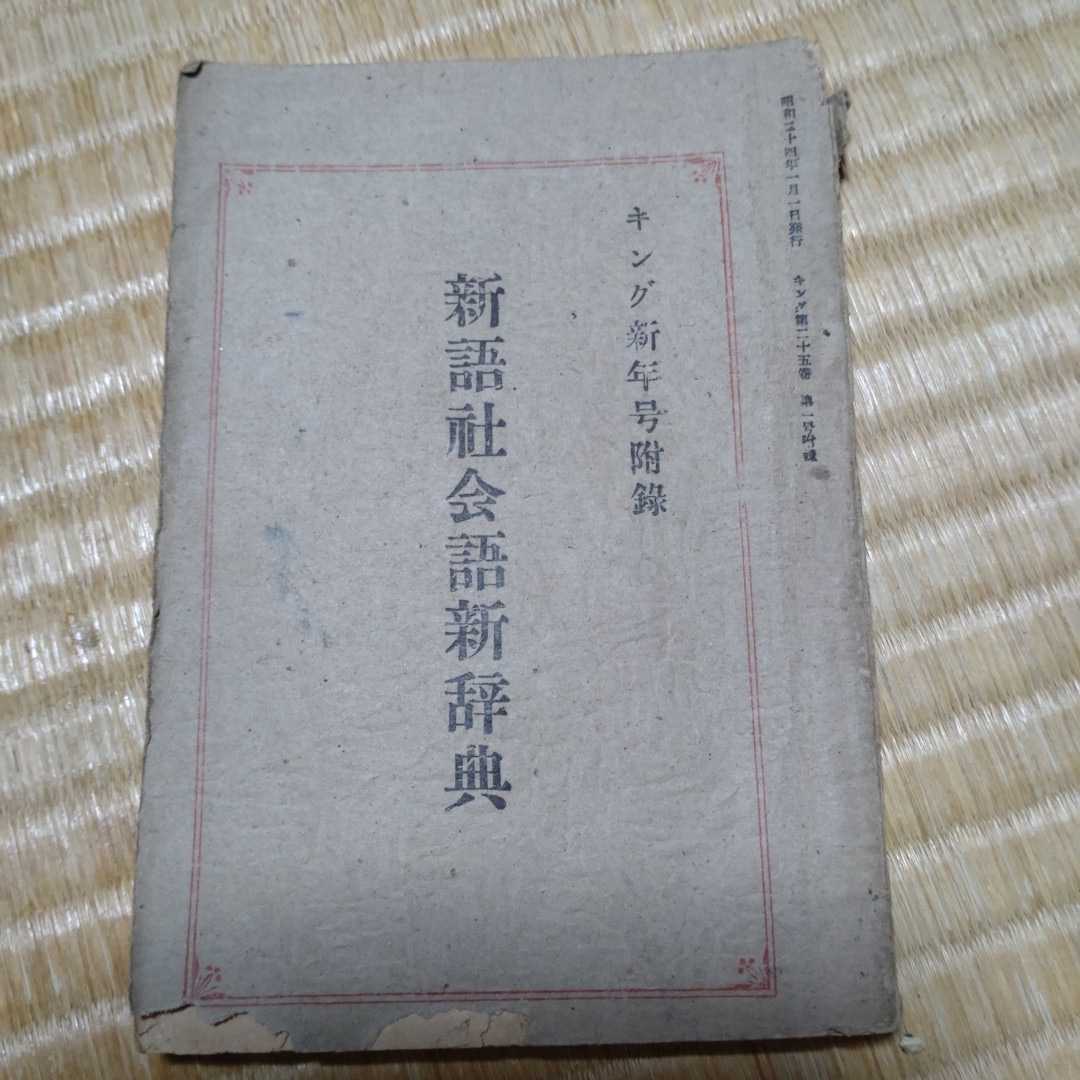 昭和二十四年一月一日発行 キング第二十五巻 第一号附録
キング新年号附錄
新語社会語新辞典